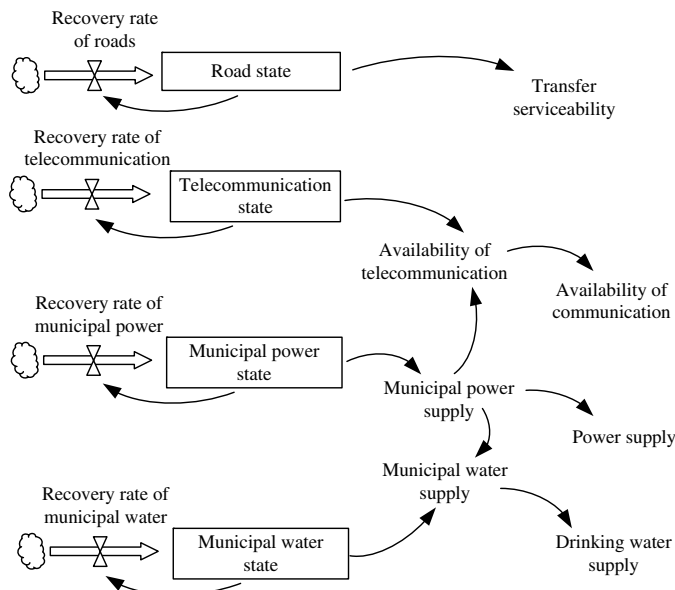 Recovery rate
of roads
Road state
Transfer
serviceability
Recovery rate of
telecommunication
Telecommunication
state
Availability of
telecommunication
Availability of
communication
Recovery rate of
municipal power
Municipal power
state
Municipal power
supply
Power supply
Municipal water
supply
Recovery rate of
municipal water
Municipal water
state
Drinking water
supply